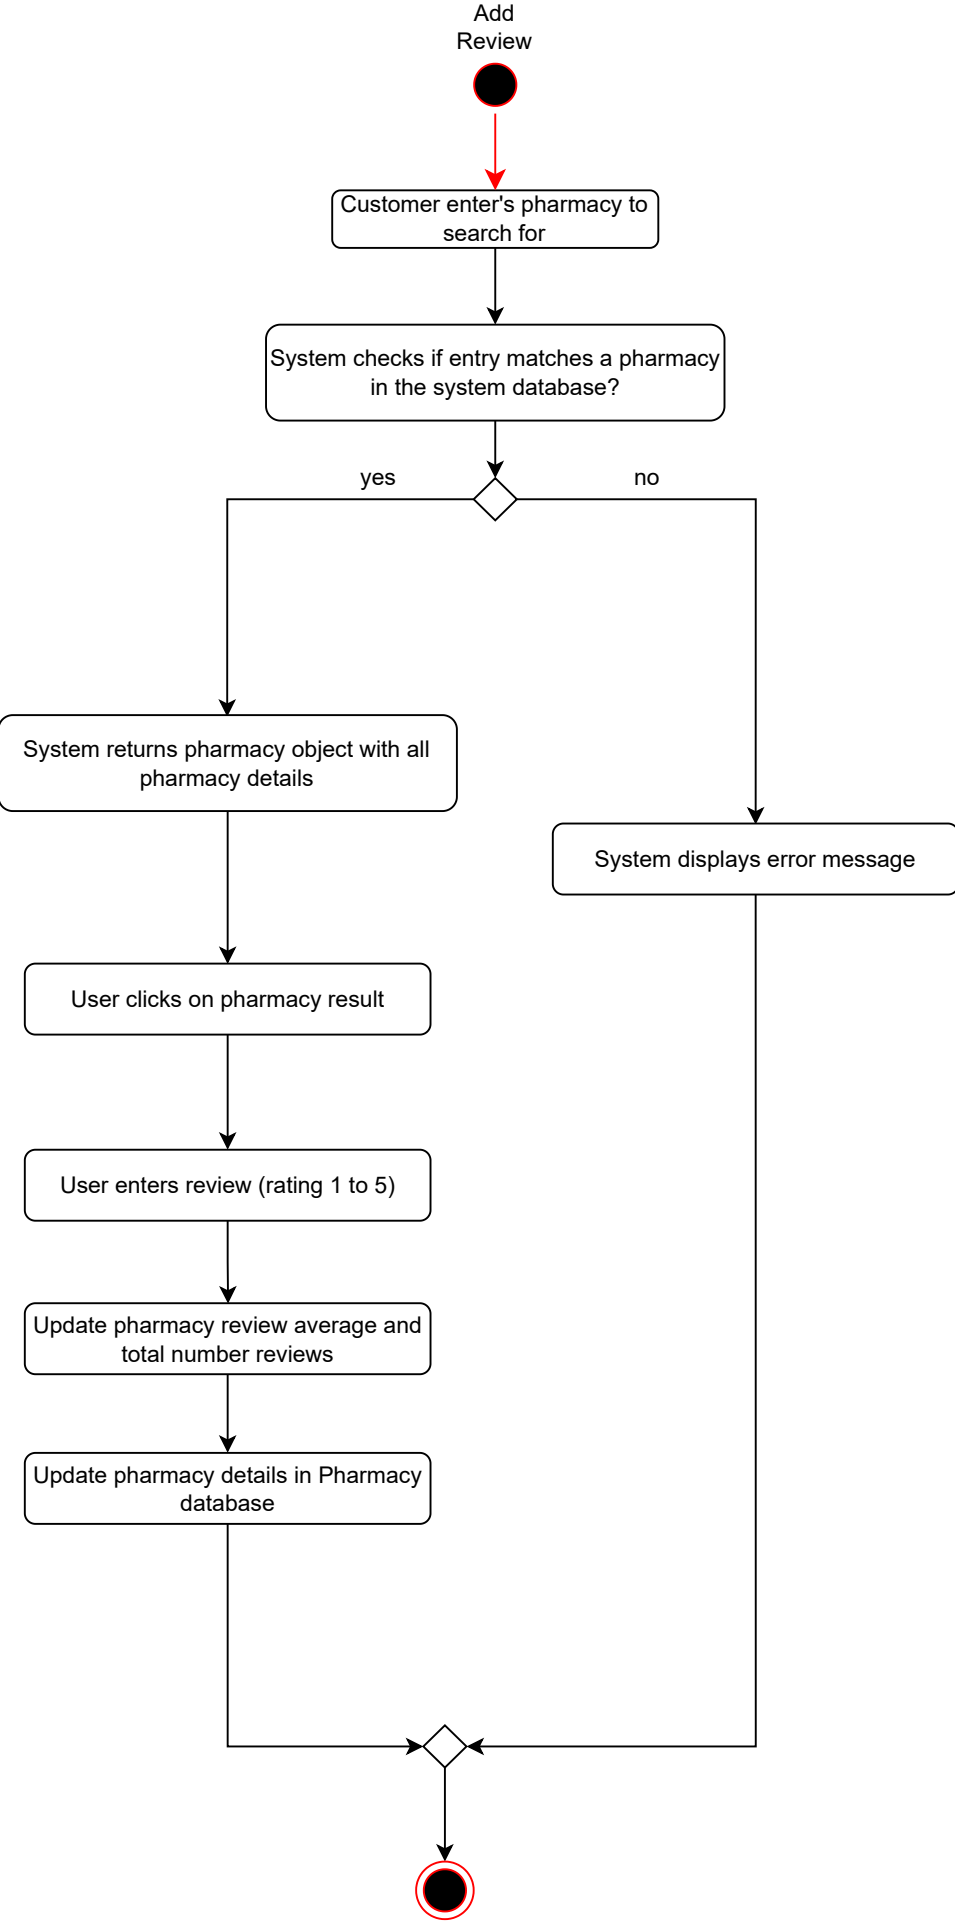 Add
Review
Customer enter's pharmacy to
search for
System checks if entry matches a pharmacy
in the system database?
yes
no
System returns pharmacy object with all
pharmacy details
System displays error message
User clicks on pharmacy result
User enters review (rating 1 to 5)
Update pharmacy review average and
total number reviews
Update pharmacy details in Pharmacy
database